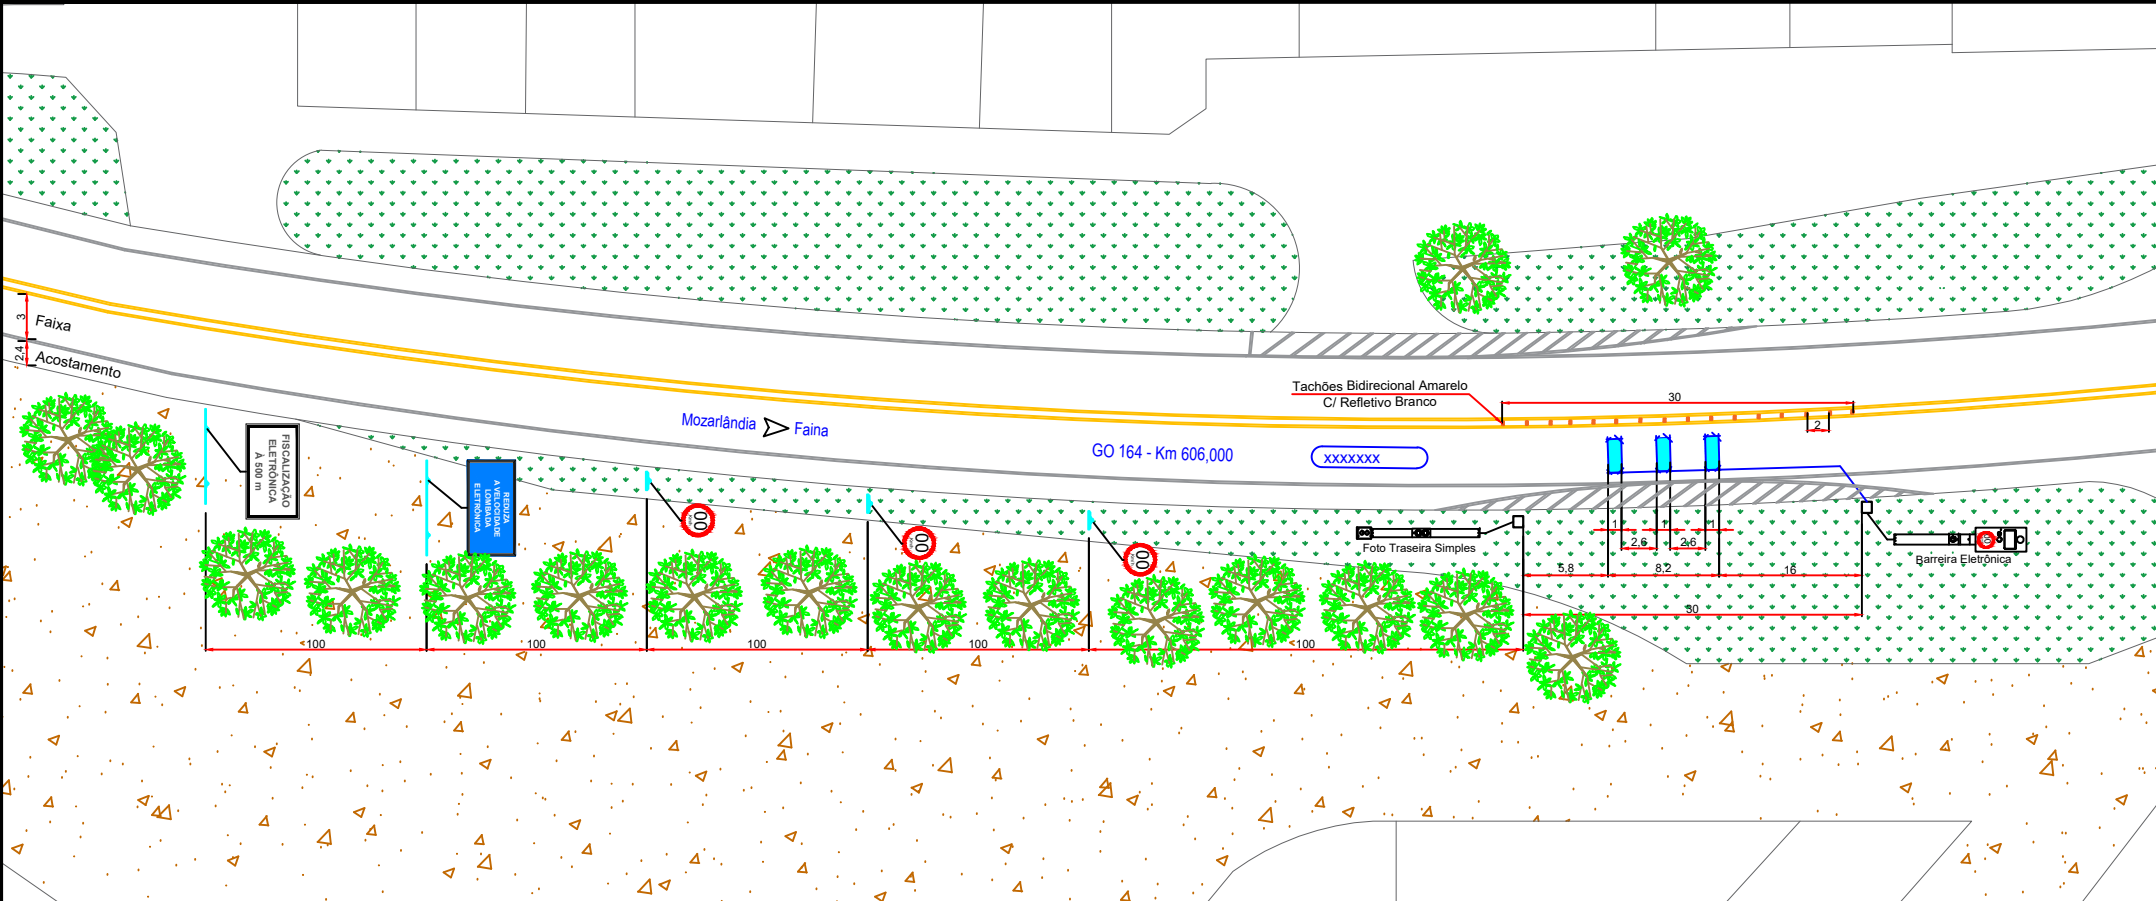 3
Faixa
2,4
Acostamento
FISCALIZAÇÃO
ELETRÔNICA
À 500 m
REDUZA
A VELOCIDADE
LOMBADA
ELETRÔNICA
Mozarlândia
Faina
GO 164 - Km 606,000
xxxxxxx
Tachões Bidirecional Amarelo
C/ Refletivo Branco
30
2
00
00
00
Foto Traseira Simples
Barreira Eletrônica
1
1
1
2,6
2,6
5,8
8,2
16
30
100
100
100
100
100